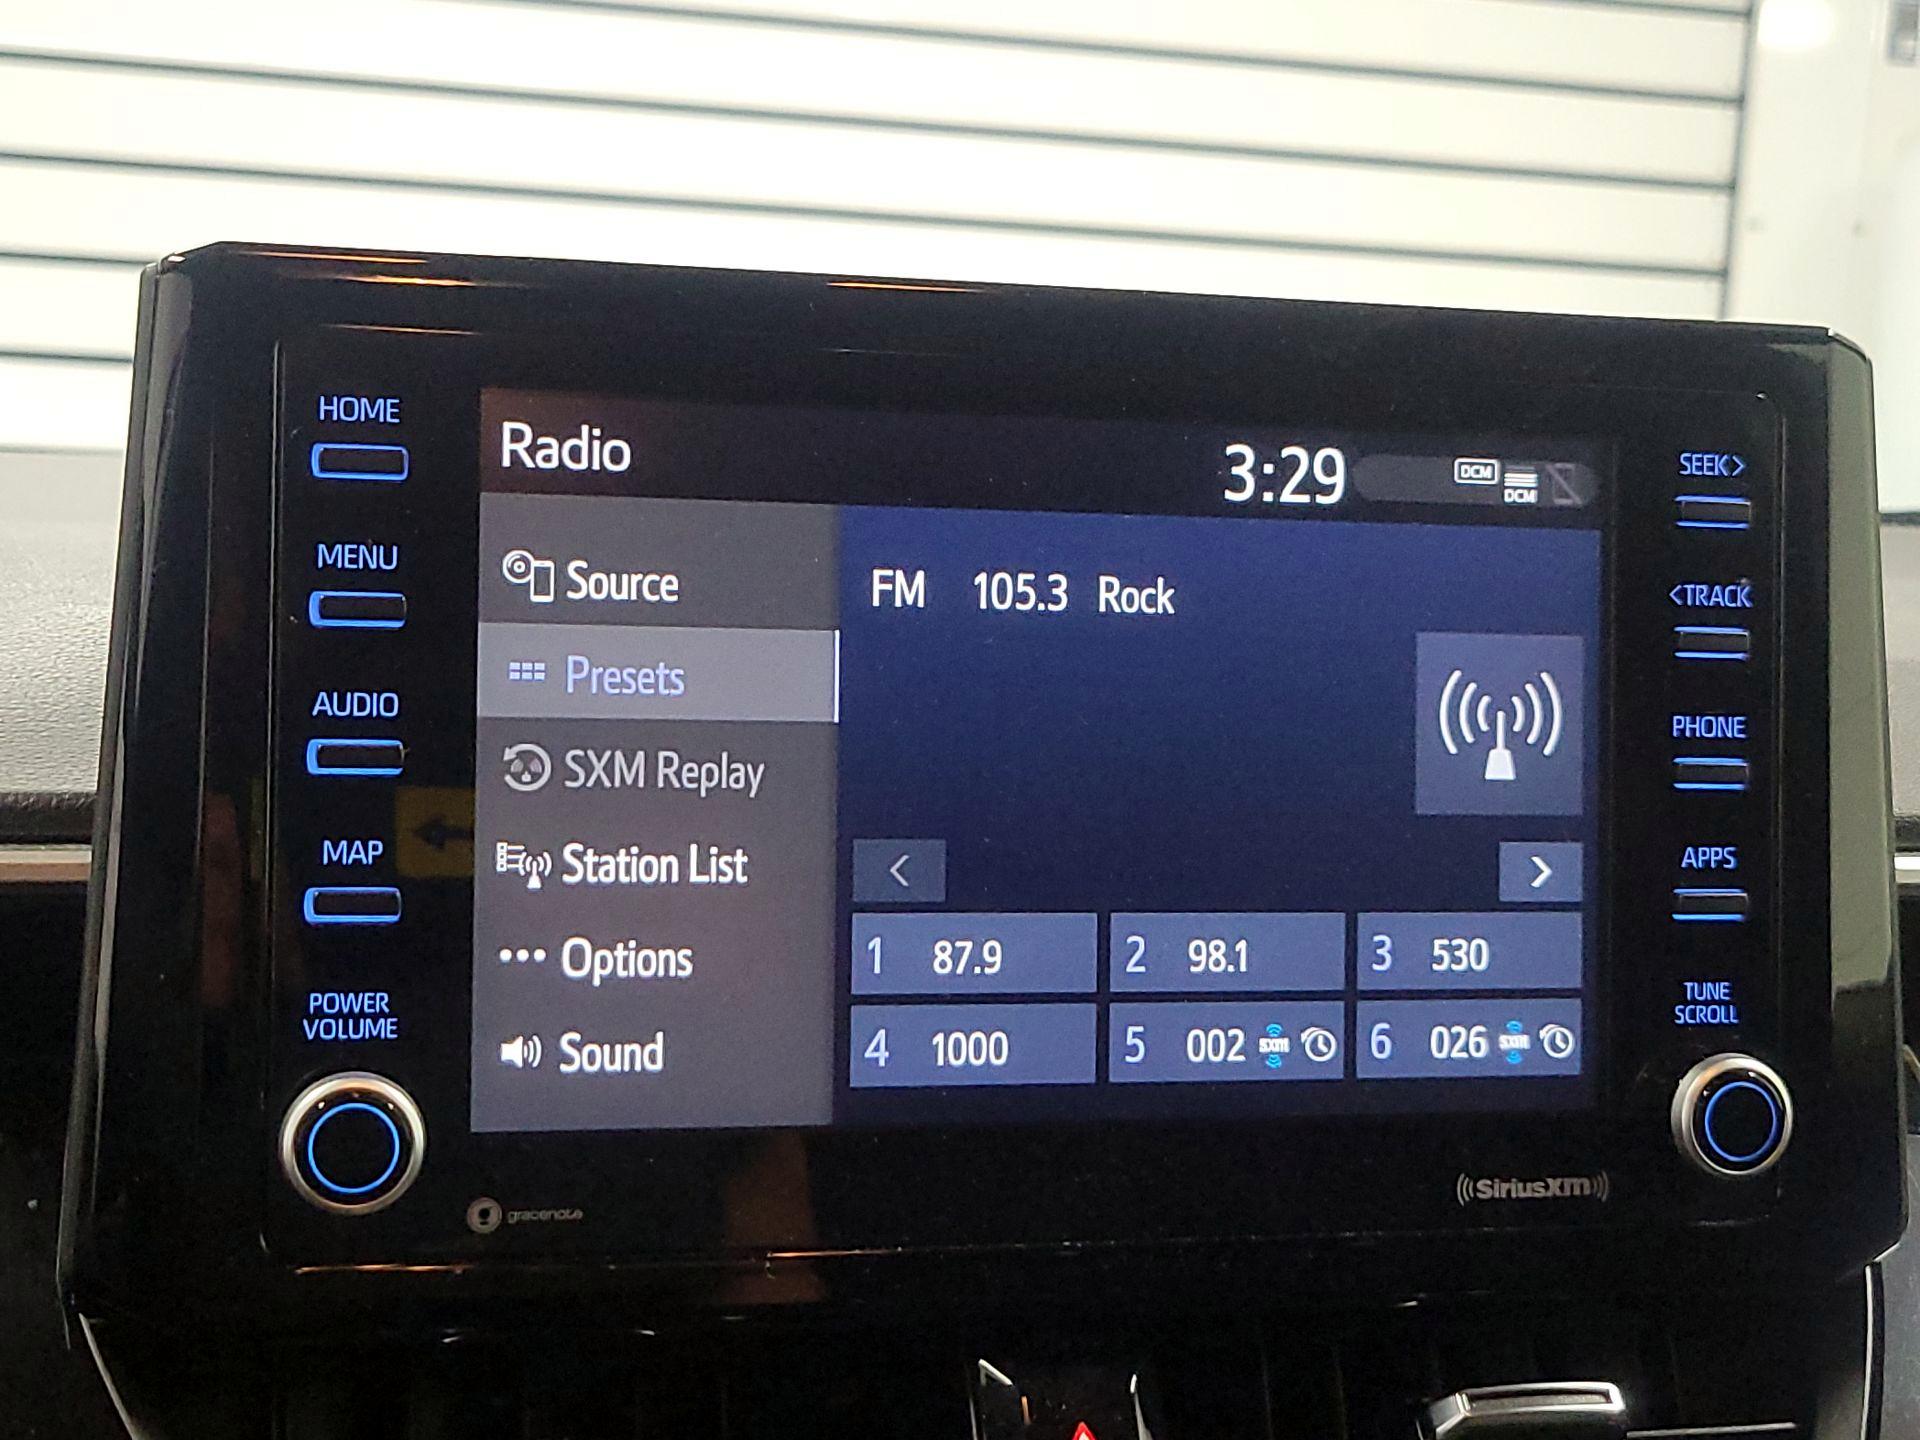 HOME
MENU
AUDIO
MAP
POWER
VOLUME
Radio
3:29
DCM
DCM
Source
Presets
SXM Replay
Station List
Options
Sound
FM 105.3 Rock
<
>
1 87.9
2 98.1
3 530
4 1000
5 002 SXM
6 026 SXM
SEEK>
<TRACK
PHONE
APPS
TUNE
SCROLL
gracenote
SiriusXM